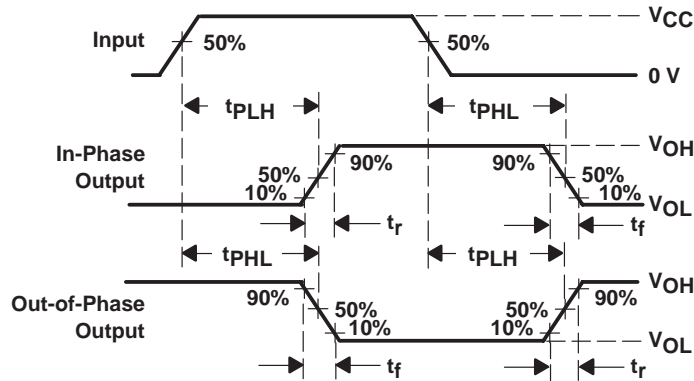 VCC
Input
50%
50%
0 V
tPLH
tPHL
In-Phase
Output
VOH
90%
90%
50%
50%
10%
10%
VOL
tr
tf
tPHL
tPLH
Out-of-Phase
Output
VOH
90%
90%
50%
50%
10%
10%
VOL
tf
tr